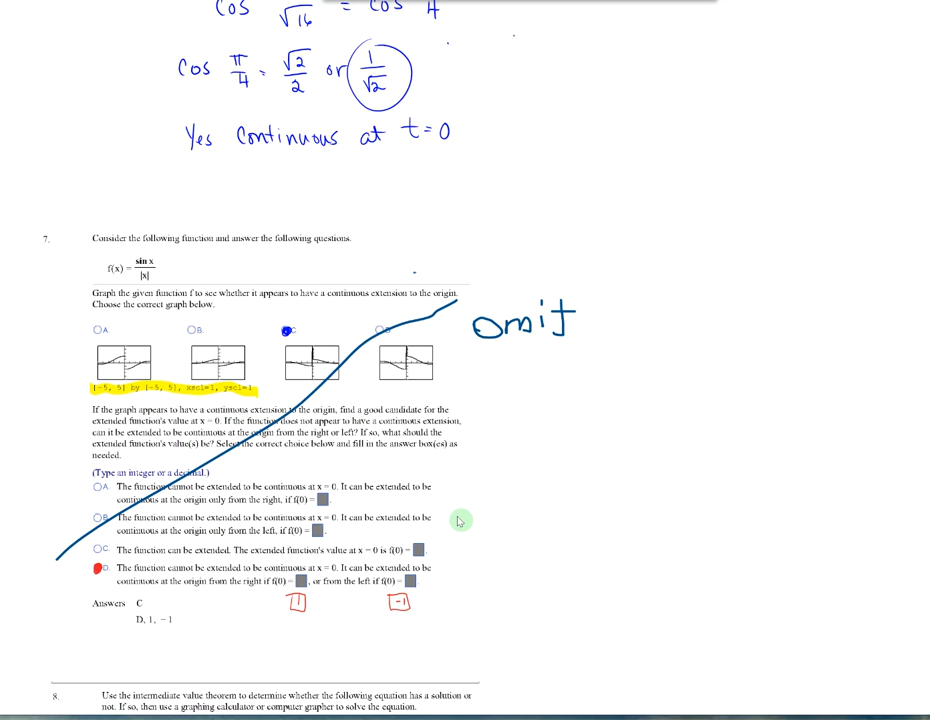 cos √16 = cos 4
cos π/4 = √2/2 or 1/√2
Yes Continuous at t=0
7. Consider the following function and answer the following questions.
f(x) = sin x / |x|
Graph the given function f to see whether it appears to have a continuous extension to the origin.
Choose the correct graph below.
omit
A. B. C. D.
[-5, 5] by [-5, 5], xscl=1, yscl=1
If the graph appears to have a continuous extension to the origin, find a good candidate for the
extended function's value at x = 0. If the function does not appear to have a continuous extension,
can it be extended to be continuous at the origin from the right or left? If so, what should the
extended function's value(s) be? Select the correct choice below and fill in the answer box(es) as
needed.
(Type an integer or a decimal.)
A. The function cannot be extended to be continuous at x = 0. It can be extended to be
continuous at the origin only from the right, if f(0) = .
B. The function cannot be extended to be continuous at x = 0. It can be extended to be
continuous at the origin only from the left, if f(0) = .
C. The function can be extended. The extended function's value at x = 0 is f(0) = .
D. The function cannot be extended to be continuous at x = 0. It can be extended to be
continuous at the origin from the right if f(0) = , or from the left if f(0) = .
1 -1
Answers C
D, 1, − 1
8. Use the intermediate value theorem to determine whether the following equation has a solution or
not. If so, then use a graphing calculator or computer grapher to solve the equation.